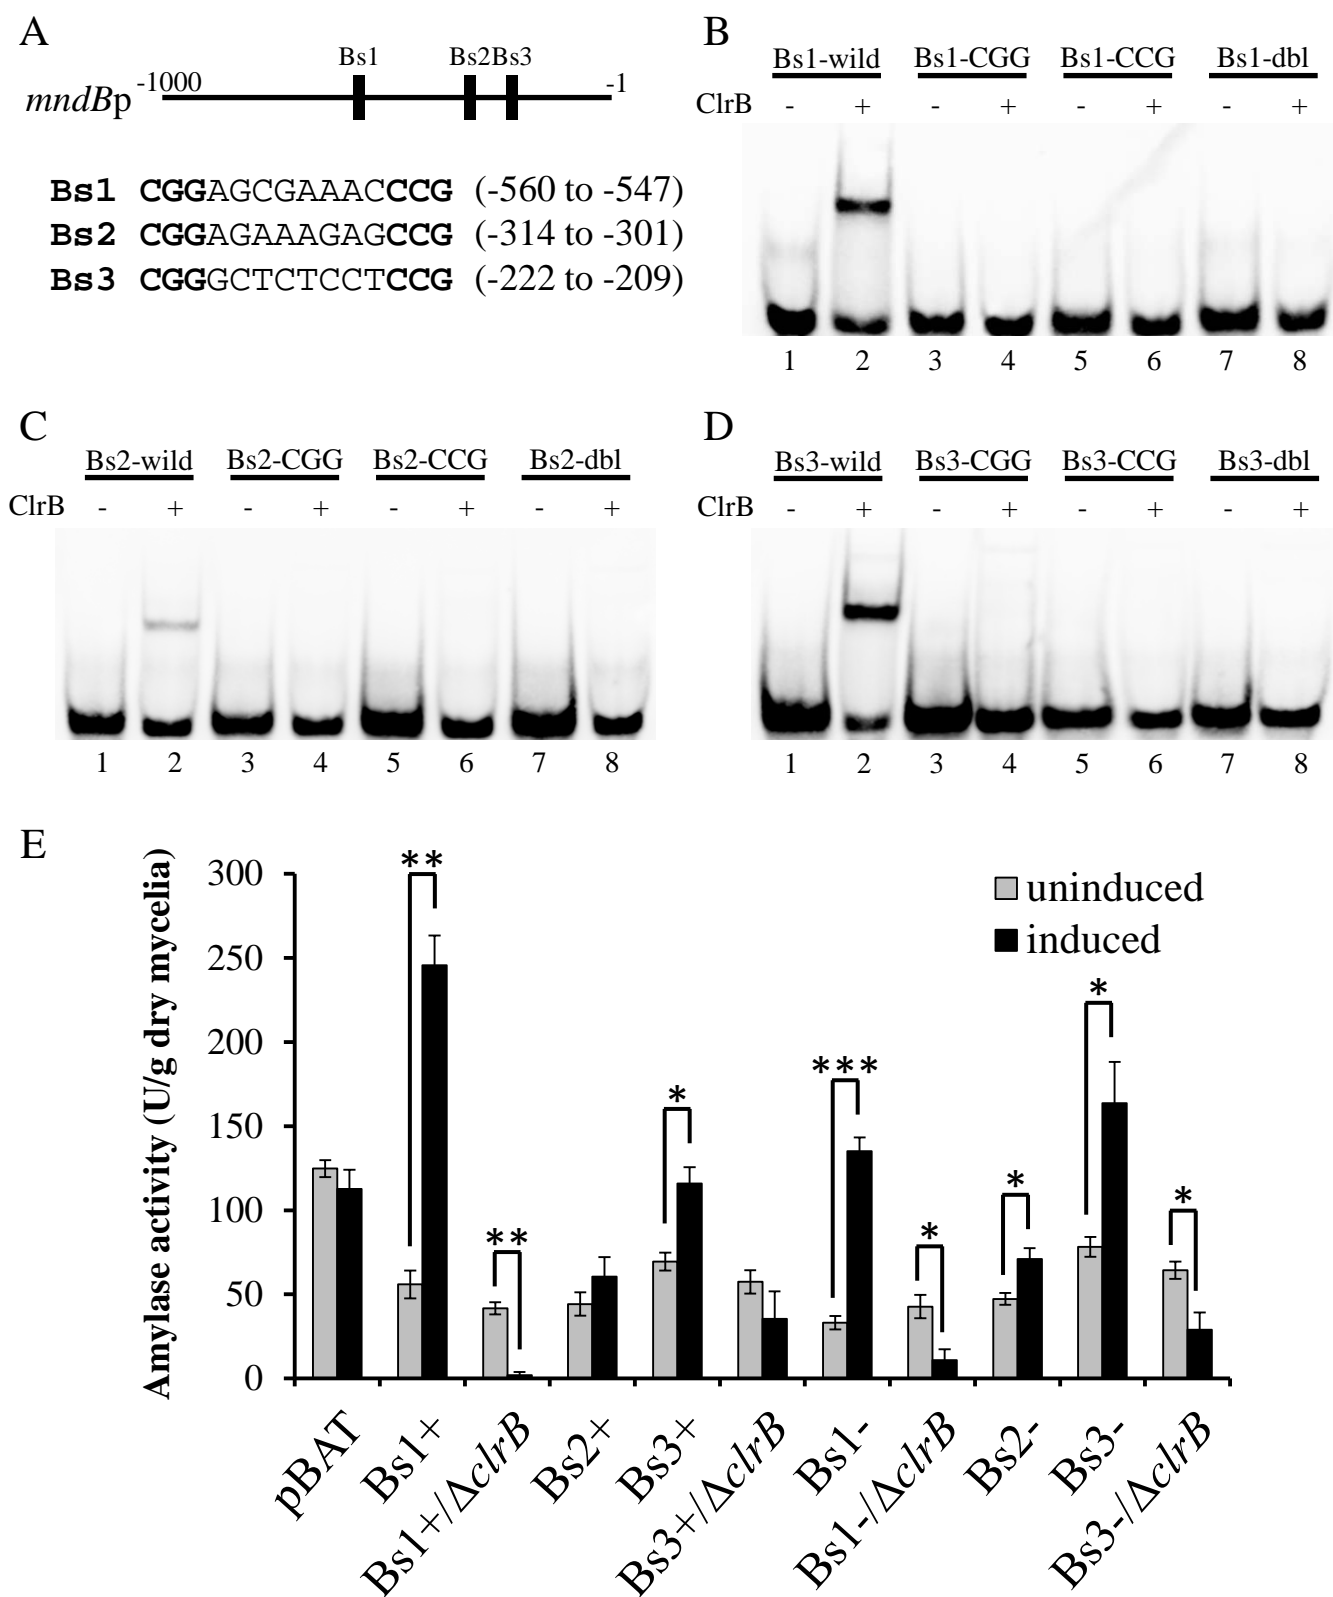 A
mndBp -1000 Bs1 Bs2 Bs3 -1
Bs1 CGGAGCGAAACCCG (-560 to -547)
Bs2 CGGAGAAAGAGCCG (-314 to -301)
Bs3 CGGGCTCTCCTCCG (-222 to -209)
B
Bs1-wild Bs1-CGG Bs1-CCG Bs1-dbl
ClrB - + - + - + - +
1 2 3 4 5 6 7 8
C
Bs2-wild Bs2-CGG Bs2-CCG Bs2-dbl
ClrB - + - + - + - +
1 2 3 4 5 6 7 8
D
Bs3-wild Bs3-CGG Bs3-CCG Bs3-dbl
ClrB - + - + - + - +
1 2 3 4 5 6 7 8
E
Amylase activity (U/g dry mycelia)
300
250
200
150
100
50
0
uninduced
induced
** ** * *** * * * *
pBAT
Bs1+
Bs1+/ΔclrB
Bs2+
Bs3+
Bs3+/ΔclrB
Bs1-
Bs1-/ΔclrB
Bs2-
Bs3-
Bs3-/ΔclrB